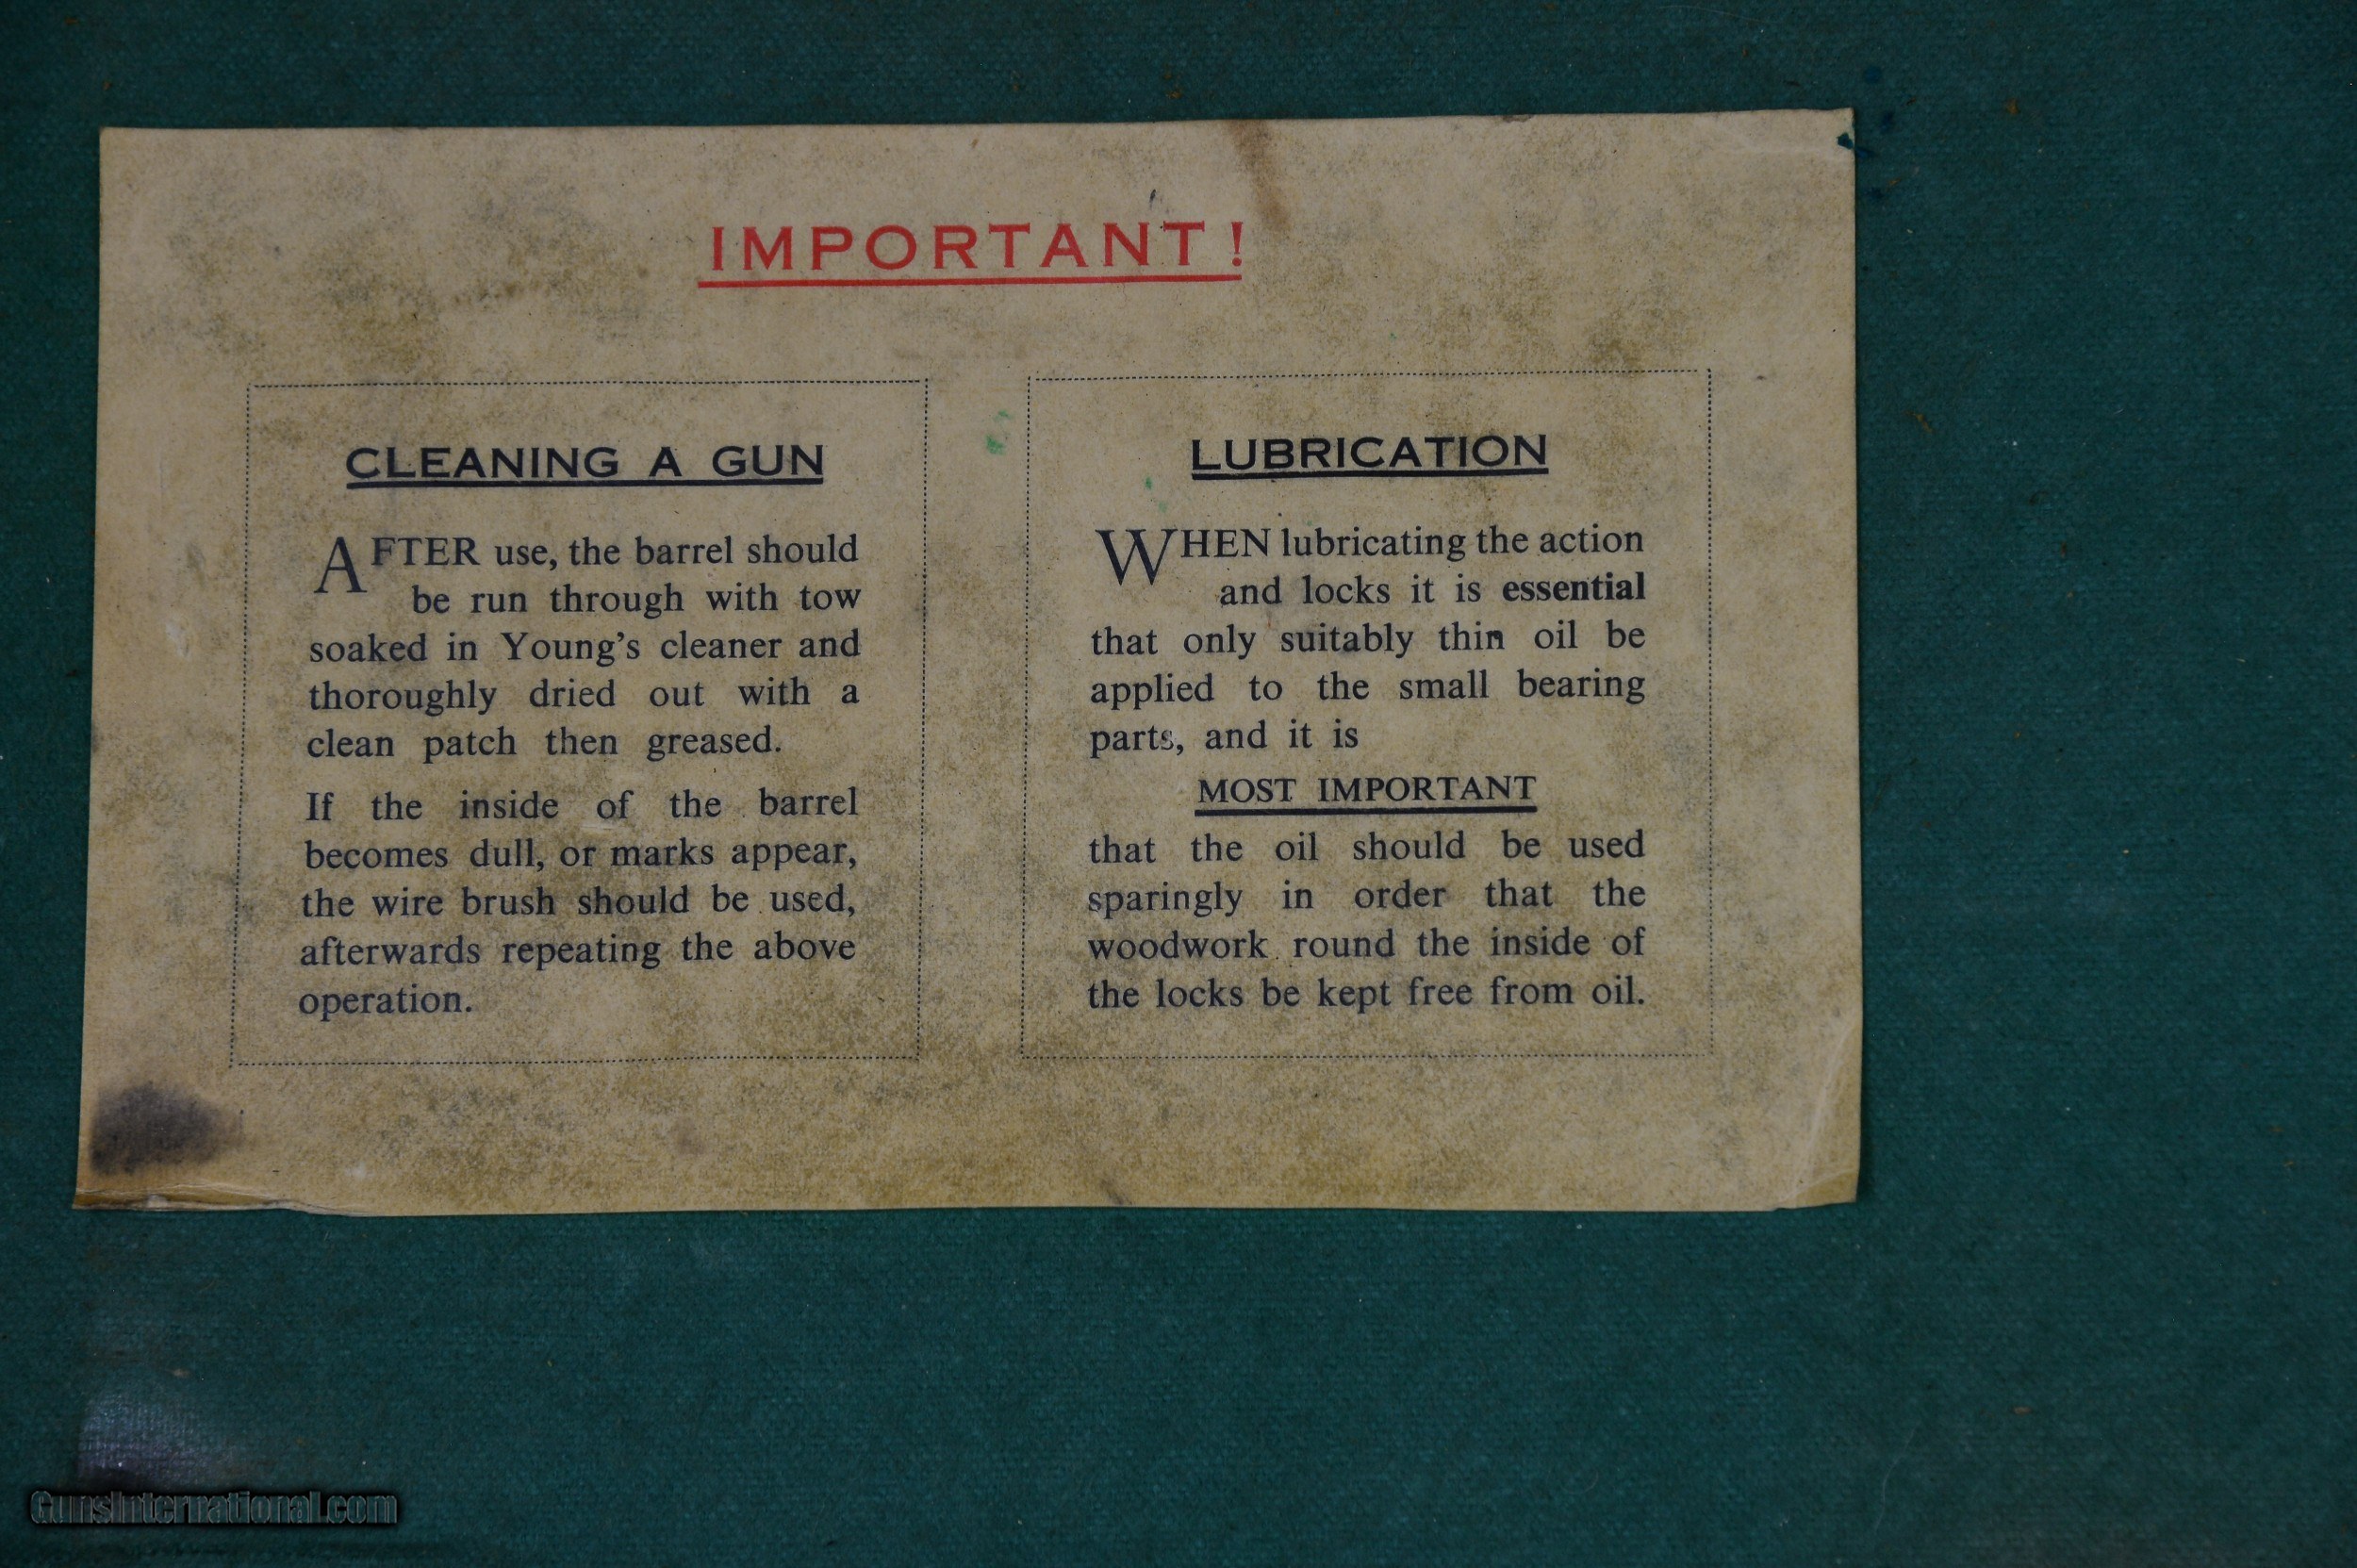 IMPORTANT!
CLEANING A GUN
AFTER use, the barrel should
be run through with tow
soaked in Young's cleaner and
thoroughly dried out with a
clean patch then greased.
If the inside of the barrel
becomes dull, or marks appear,
the wire brush should be used,
afterwards repeating the above
operation.
LUBRICATION
WHEN lubricating the action
and locks it is essential
that only suitably thin oil be
applied to the small bearing
parts, and it is
MOST IMPORTANT
that the oil should be used
sparingly in order that the
woodwork round the inside of
the locks be kept free from oil.
GunsInternational.com